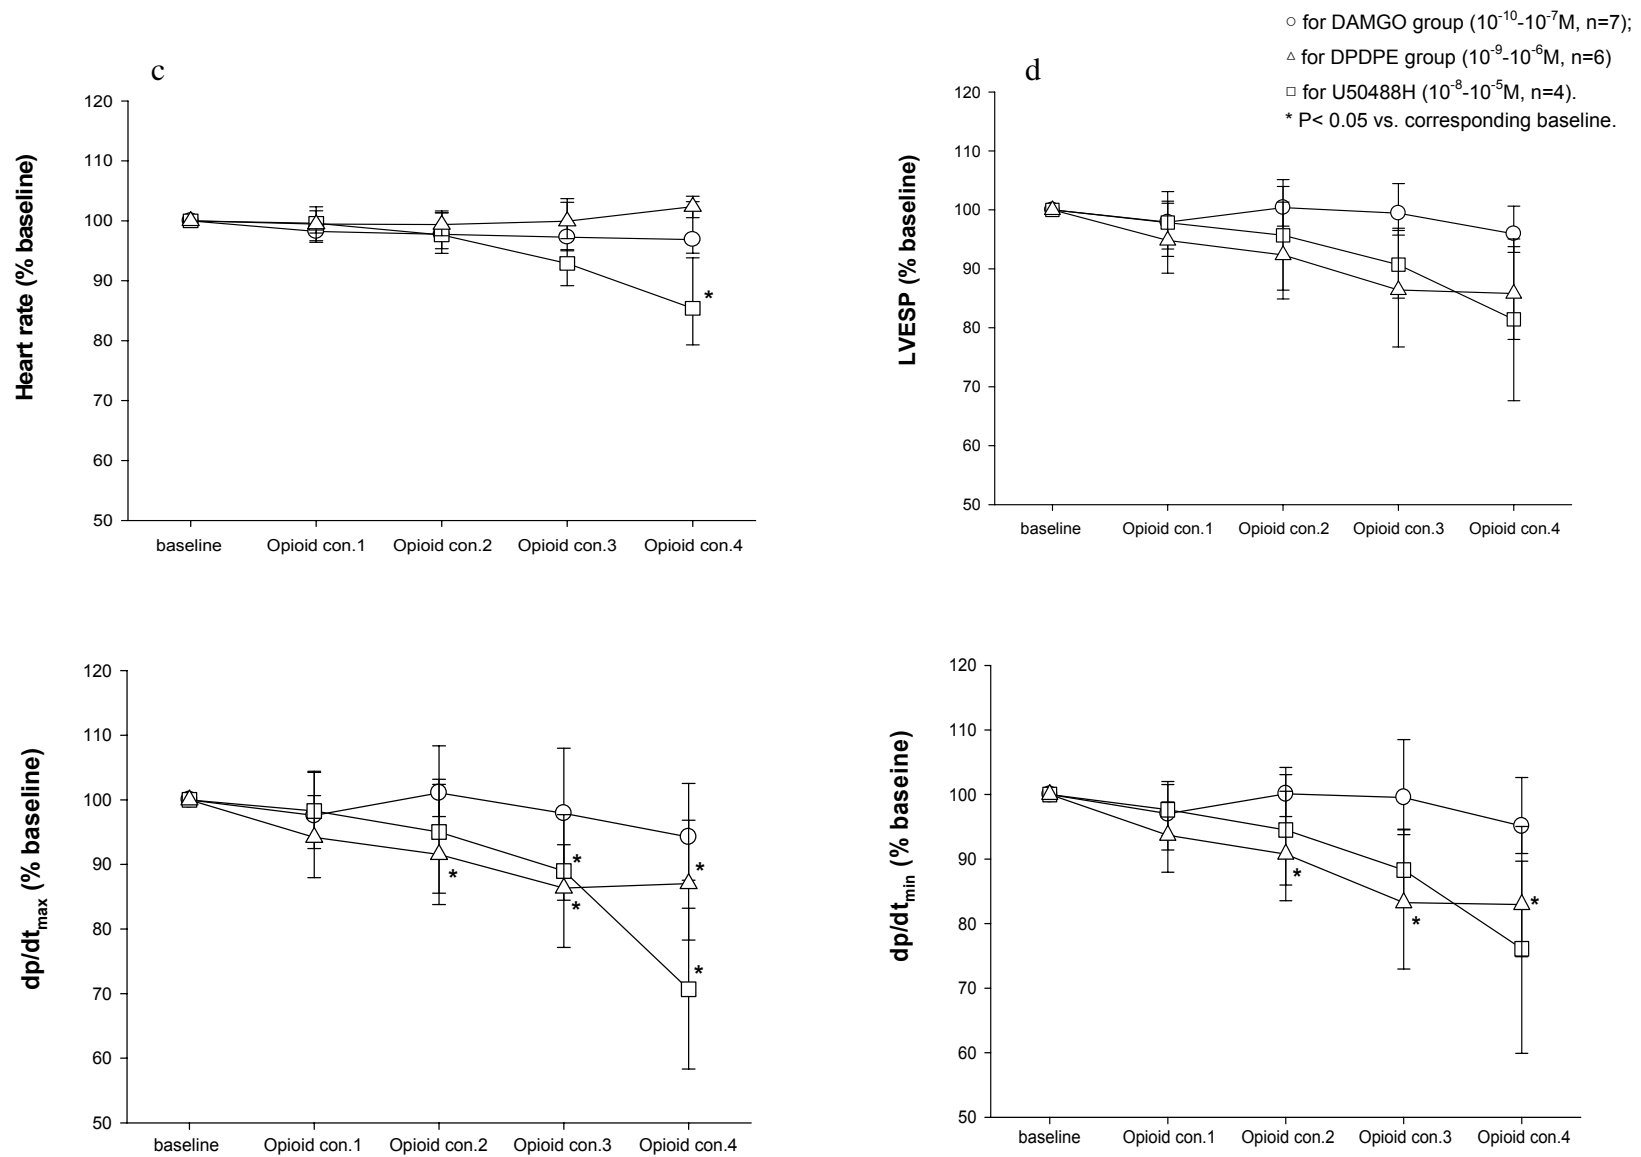 ○ for DAMGO group (10⁻¹⁰-10⁻⁷M, n=7);
△ for DPDPE group (10⁻⁹-10⁻⁶M, n=6)
□ for U50488H (10⁻⁸-10⁻⁵M, n=4).
* P< 0.05 vs. corresponding baseline.
c
Heart rate (% baseline)
120
110
100
90
80
70
60
50
*
baseline Opioid con.1 Opioid con.2 Opioid con.3 Opioid con.4
d
LVESP (% baseline)
120
110
100
90
80
70
60
50
baseline Opioid con.1 Opioid con.2 Opioid con.3 Opioid con.4
dp/dtmax (% baseline)
120
110
100
90
80
70
60
50
*
*
*
*
*
baseline Opioid con.1 Opioid con.2 Opioid con.3 Opioid con.4
dp/dtmin (% baseine)
120
110
100
90
80
70
60
50
*
*
*
baseline Opioid con.1 Opioid con.2 Opioid con.3 Opioid con.4